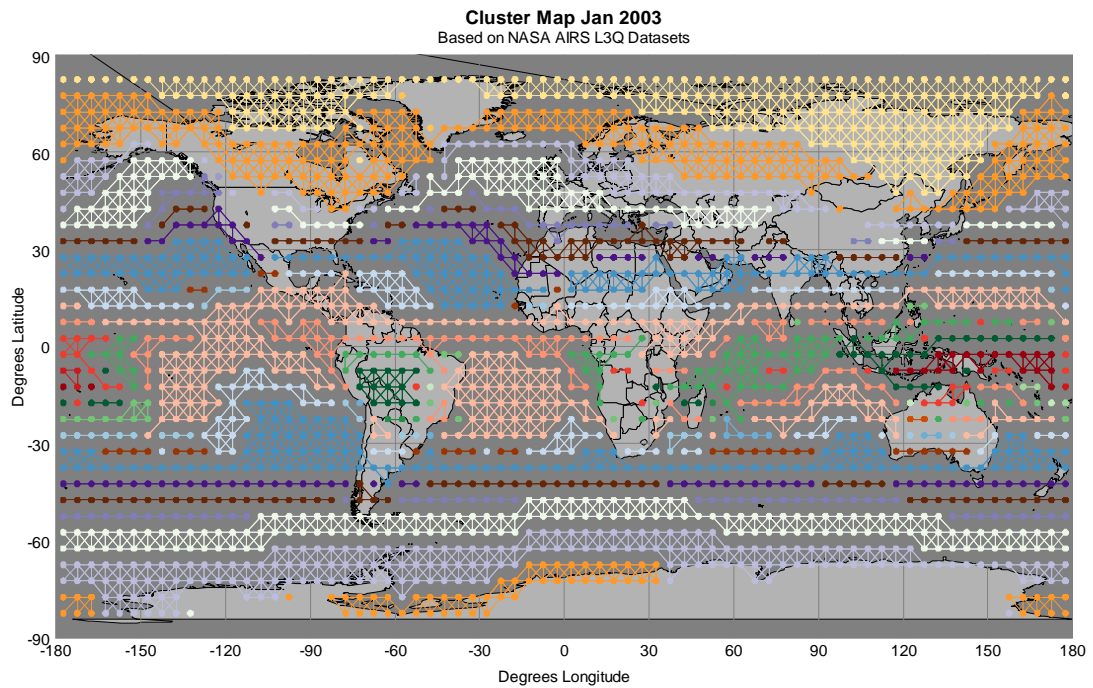 Cluster Map Jan 2003
Based on NASA AIRS L3Q Datasets
90
60
30
0
-30
-60
-90
Degrees Latitude
-180 -150 -120 -90 -60 -30 0 30 60 90 120 150 180
Degrees Longitude